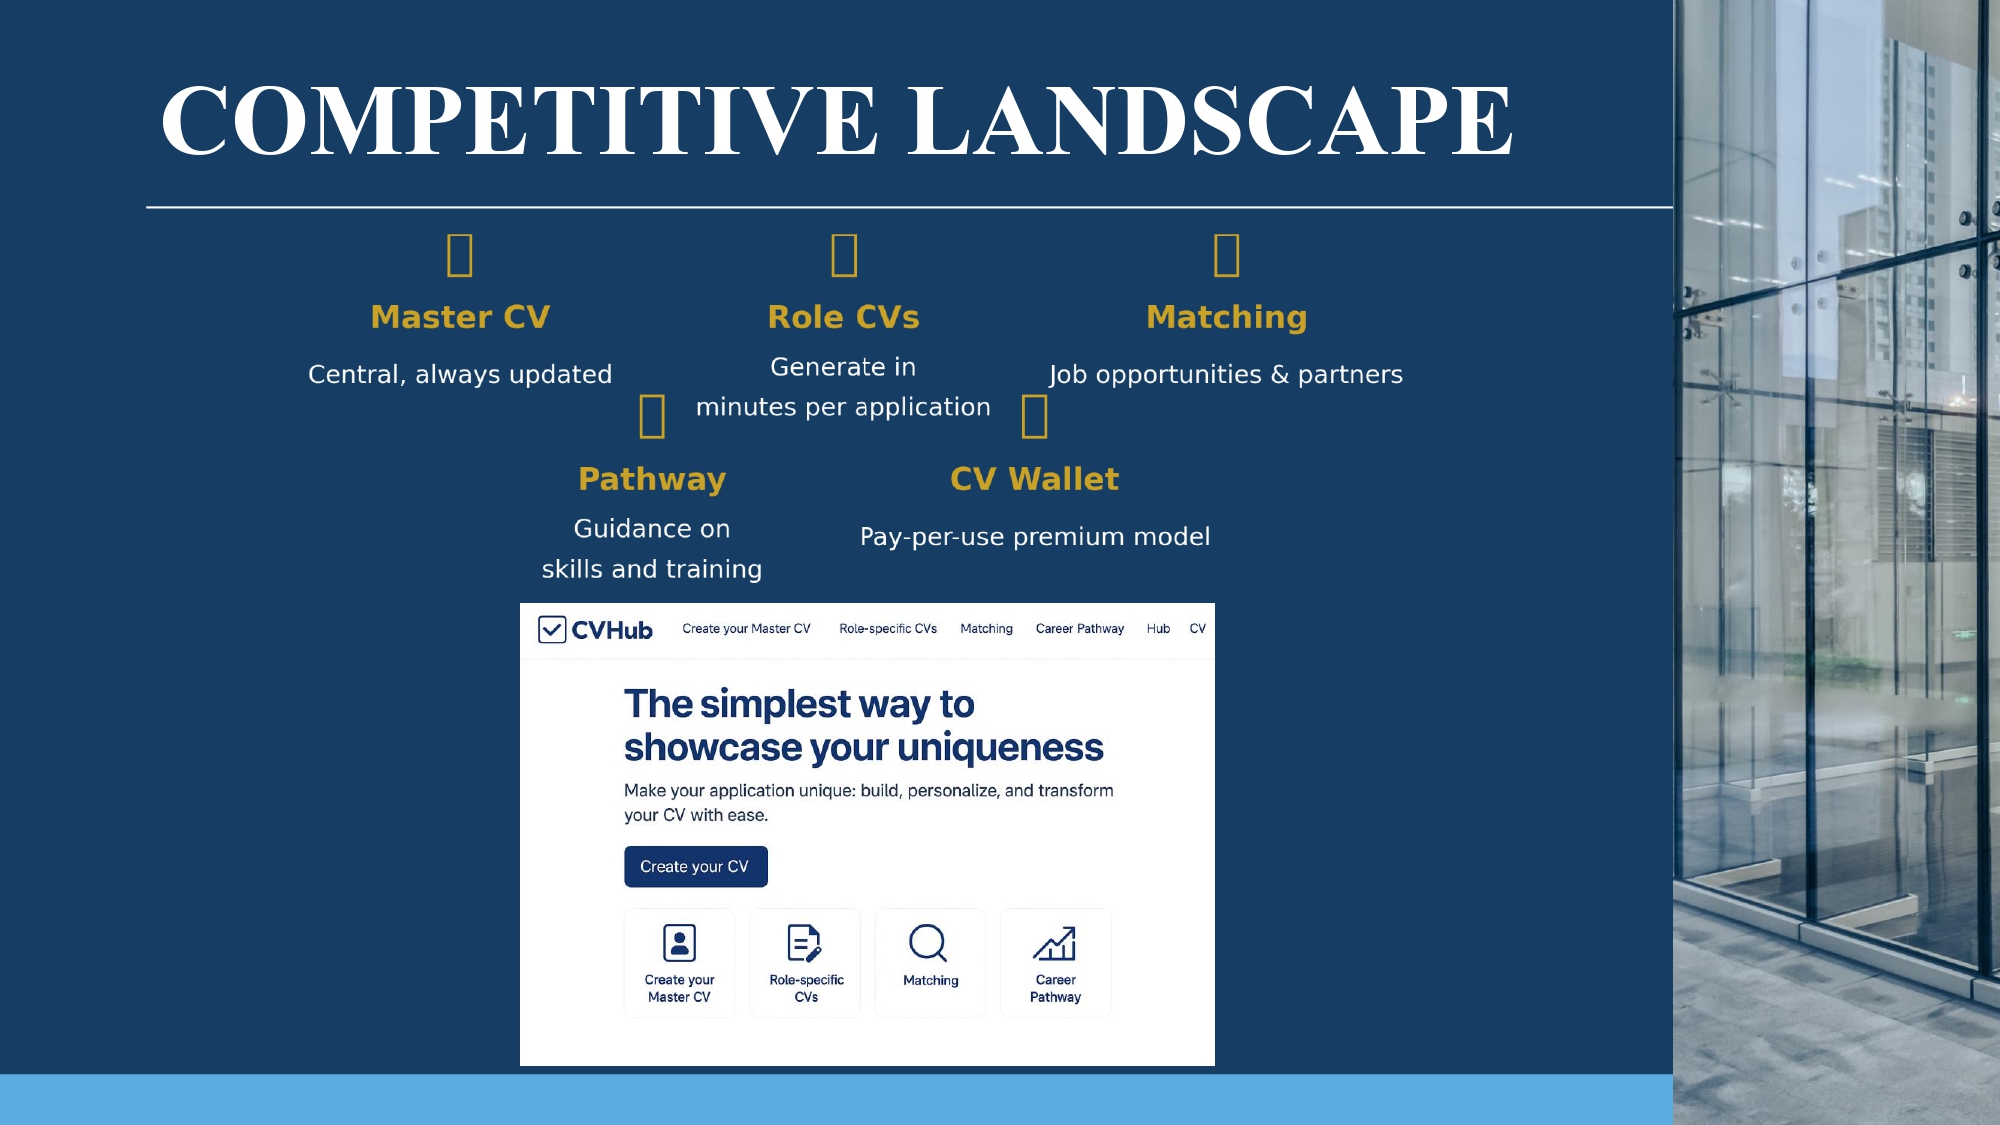 COMPETITIVE LANDSCAPE
Master CV
Central, always updated
Role CVs
Generate in
minutes per application
Matching
Job opportunities & partners
Pathway
Guidance on
skills and training
CV Wallet
Pay-per-use premium model
CVHub Create your Master CV Role-specific CVs Matching Career Pathway Hub CV
The simplest way to
showcase your uniqueness
Make your application unique: build, personalize, and transform
your CV with ease.
Create your CV
Create your
Master CV
Role-specific
CVs
Matching
Career
Pathway